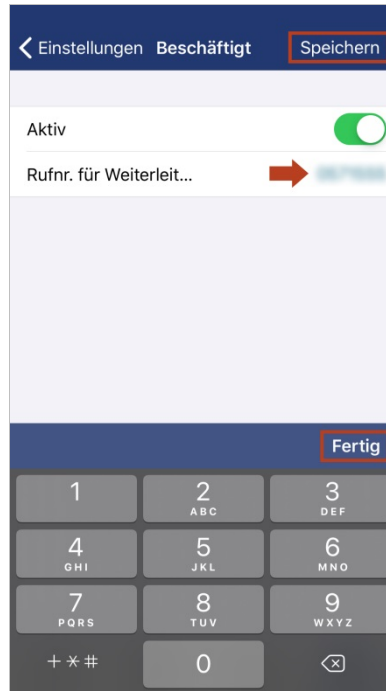 Einstellungen Beschäftigt Speichern
Aktiv
Rufnr. für Weiterleit...
Fertig
1 2 3
ABC DEF
4 5 6
GHI JKL MNO
7 8 9
PQRS TUV WXYZ
+*# 0